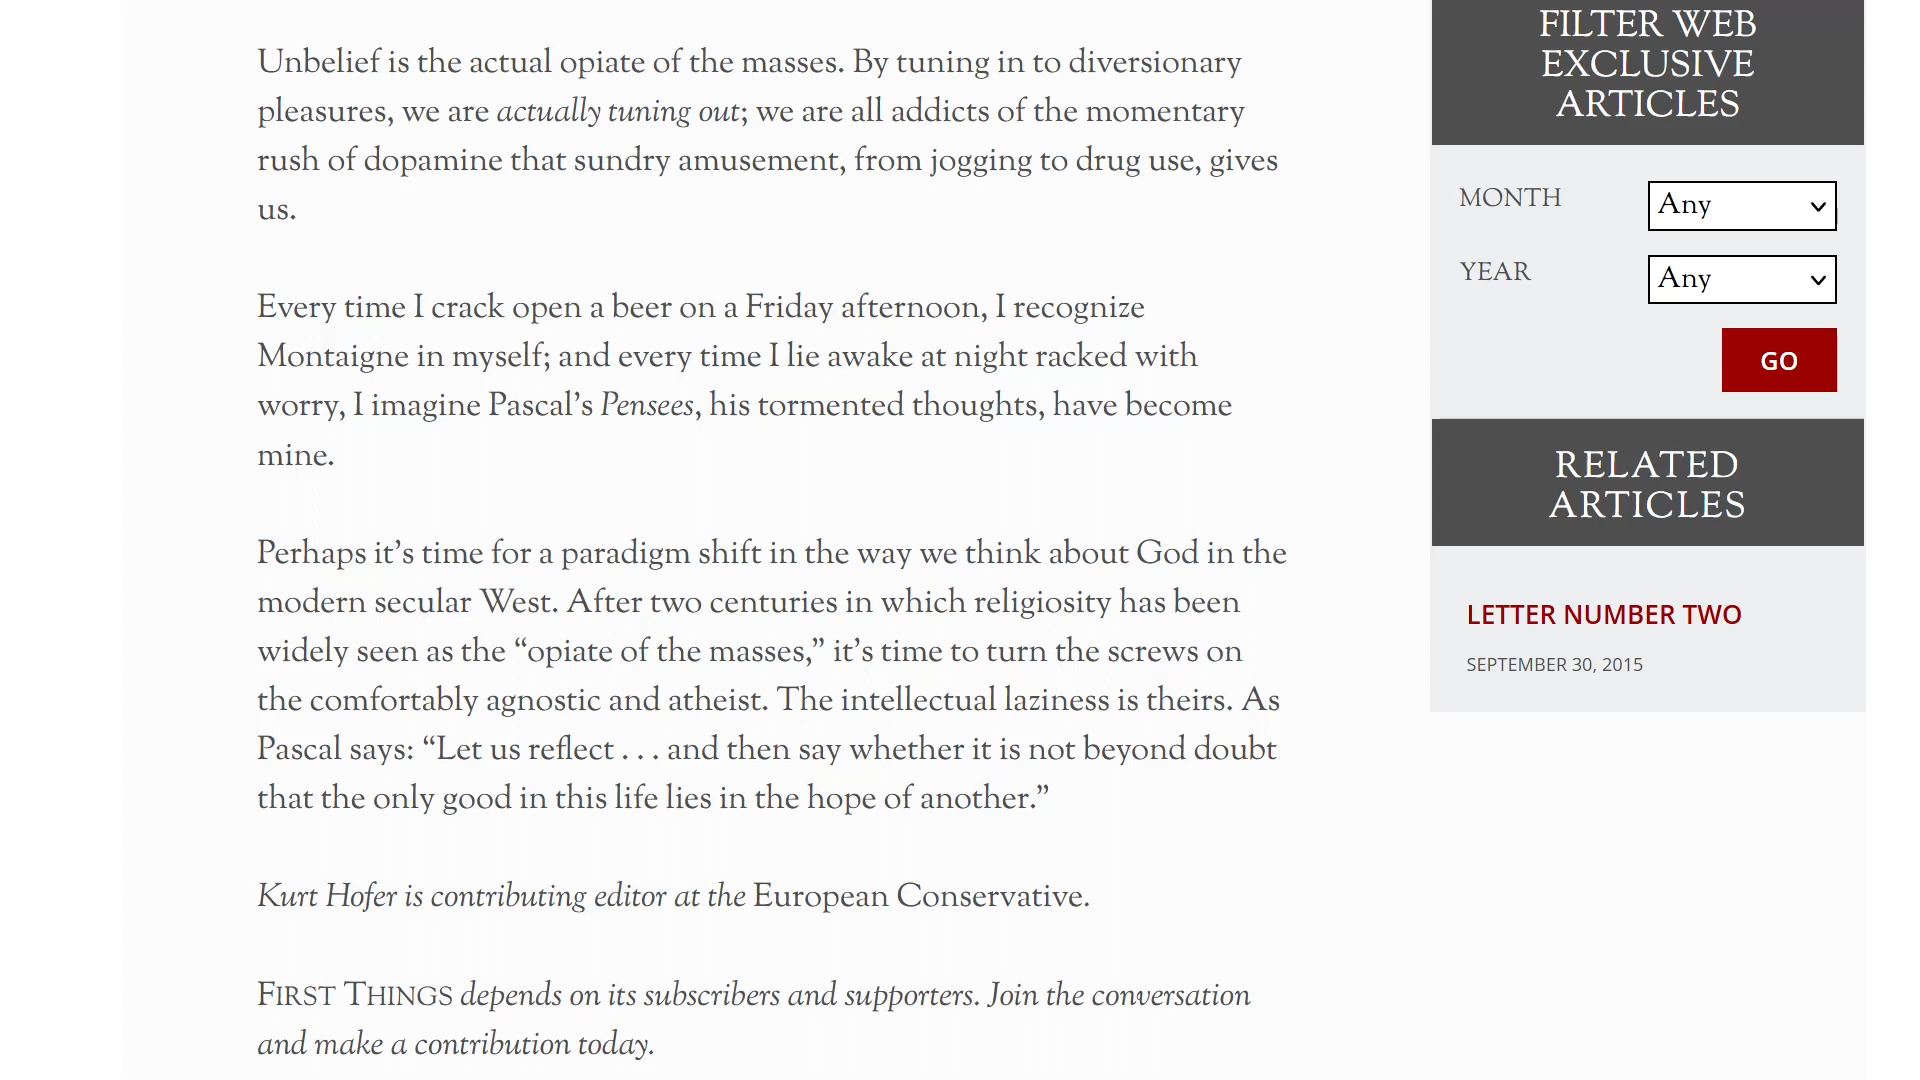 Unbelief is the actual opiate of the masses. By tuning in to diversionary
pleasures, we are actually tuning out; we are all addicts of the momentary
rush of dopamine that sundry amusement, from jogging to drug use, gives
us.
Every time I crack open a beer on a Friday afternoon, I recognize
Montaigne in myself; and every time I lie awake at night racked with
worry, I imagine Pascal’s Pensees, his tormented thoughts, have become
mine.
Perhaps it’s time for a paradigm shift in the way we think about God in the
modern secular West. After two centuries in which religiosity has been
widely seen as the “opiate of the masses,” it’s time to turn the screws on
the comfortably agnostic and atheist. The intellectual laziness is theirs. As
Pascal says: “Let us reflect . . . and then say whether it is not beyond doubt
that the only good in this life lies in the hope of another.”
Kurt Hofer is contributing editor at the European Conservative.
FIRST THINGS depends on its subscribers and supporters. Join the conversation
and make a contribution today.
FILTER WEB
EXCLUSIVE
ARTICLES
MONTH Any
YEAR Any
GO
RELATED
ARTICLES
LETTER NUMBER TWO
SEPTEMBER 30, 2015